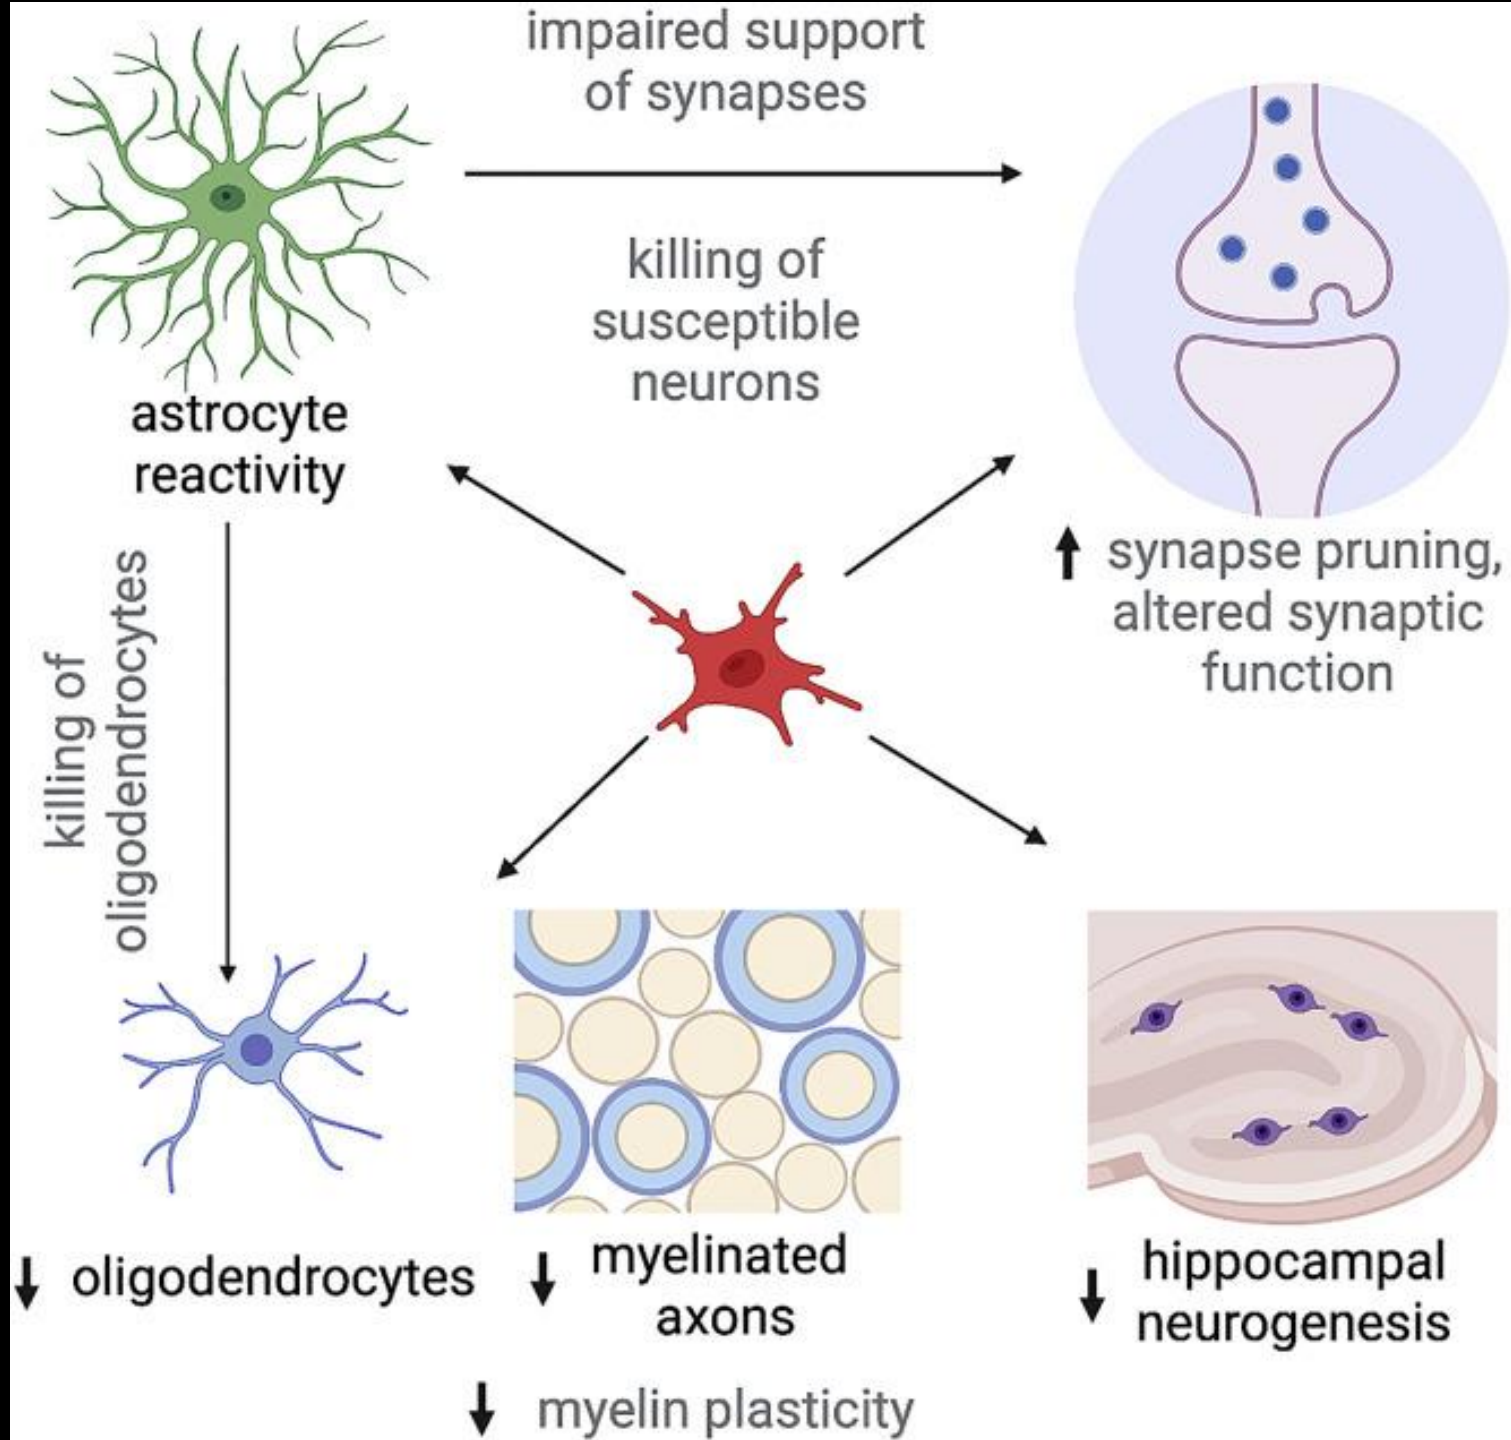 impaired support
of synapses
killing of
susceptible
neurons
astrocyte
reactivity
↑ synapse pruning,
altered synaptic
function
killing of
oligodendrocytes
↓ oligodendrocytes
↓ myelinated
axons
↓ hippocampal
neurogenesis
↓ myelin plasticity